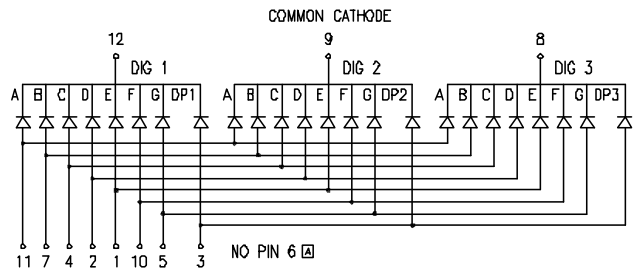 COMMON CATHODE
12 9 8
DIG 1 DIG 2 DIG 3
A B C D E F G DP1 A B C D E F G DP2 A B C D E F G DP3
11 7 4 2 1 10 5 3 NO PIN 6 A